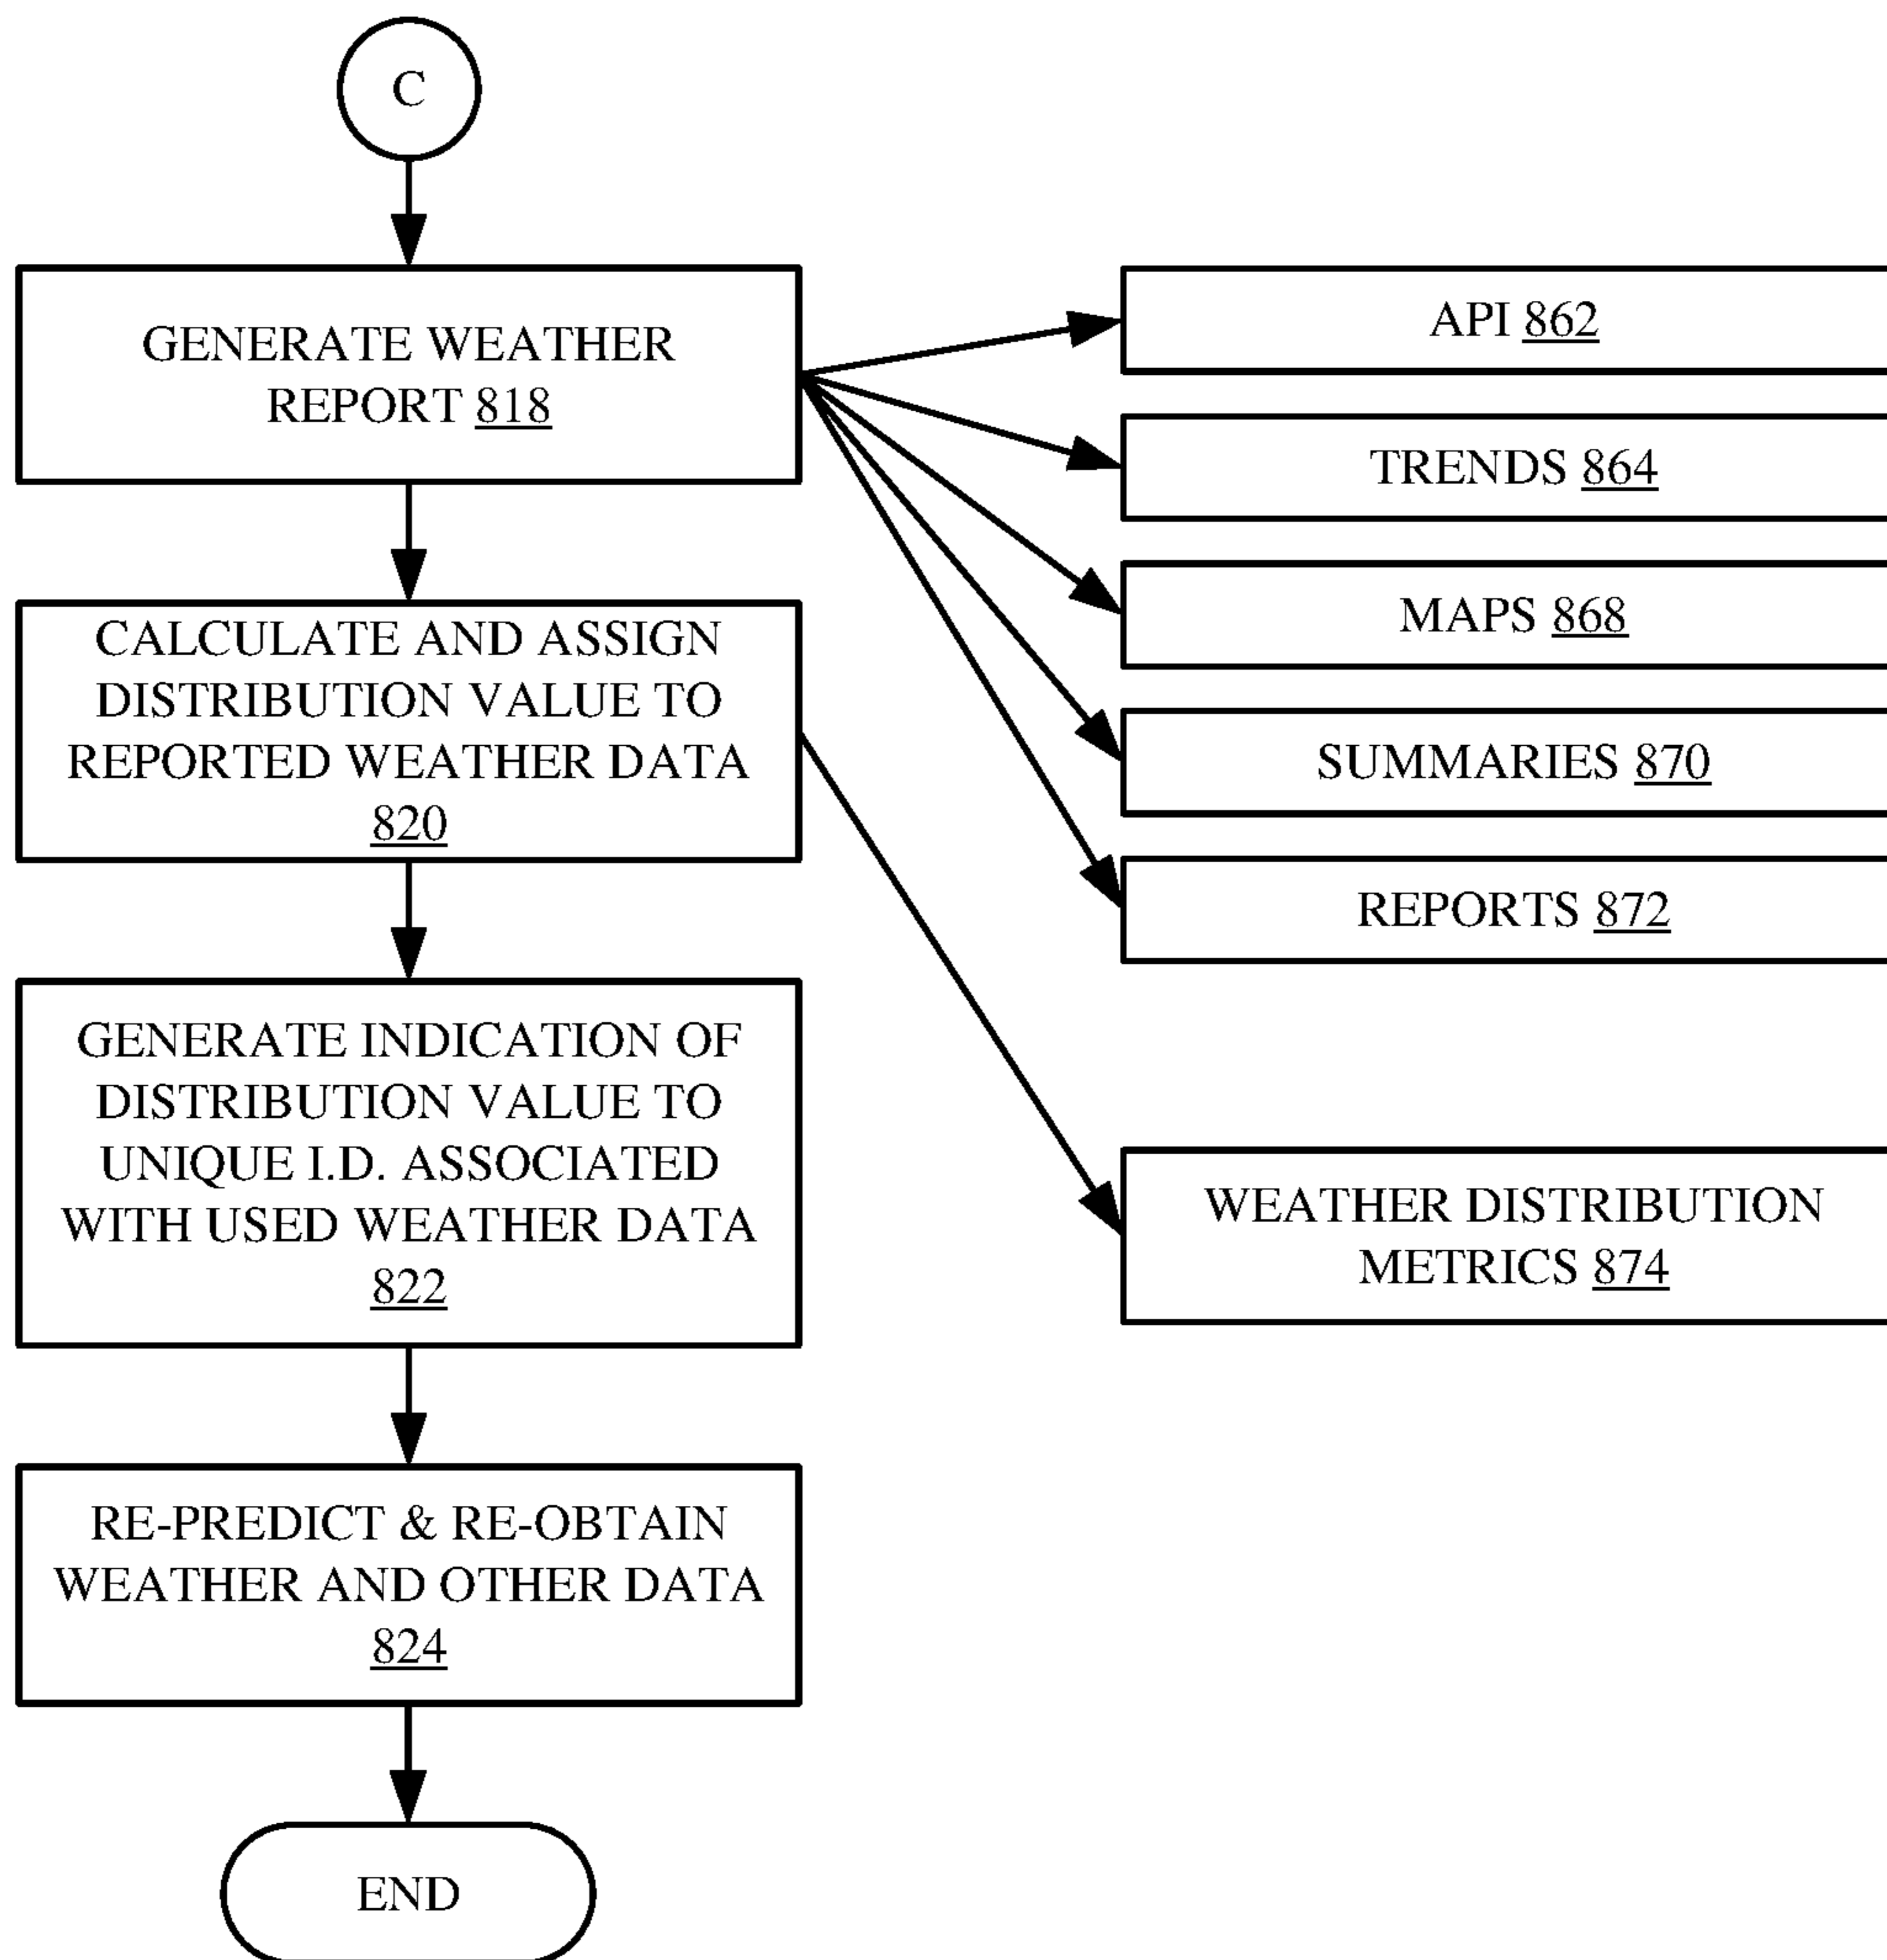 C
GENERATE WEATHER
REPORT 818
CALCULATE AND ASSIGN
DISTRIBUTION VALUE TO
REPORTED WEATHER DATA
820
GENERATE INDICATION OF
DISTRIBUTION VALUE TO
UNIQUE I.D. ASSOCIATED
WITH USED WEATHER DATA
822
RE-PREDICT & RE-OBTAIN
WEATHER AND OTHER DATA
824
END
API 862
TRENDS 864
MAPS 868
SUMMARIES 870
REPORTS 872
WEATHER DISTRIBUTION
METRICS 874